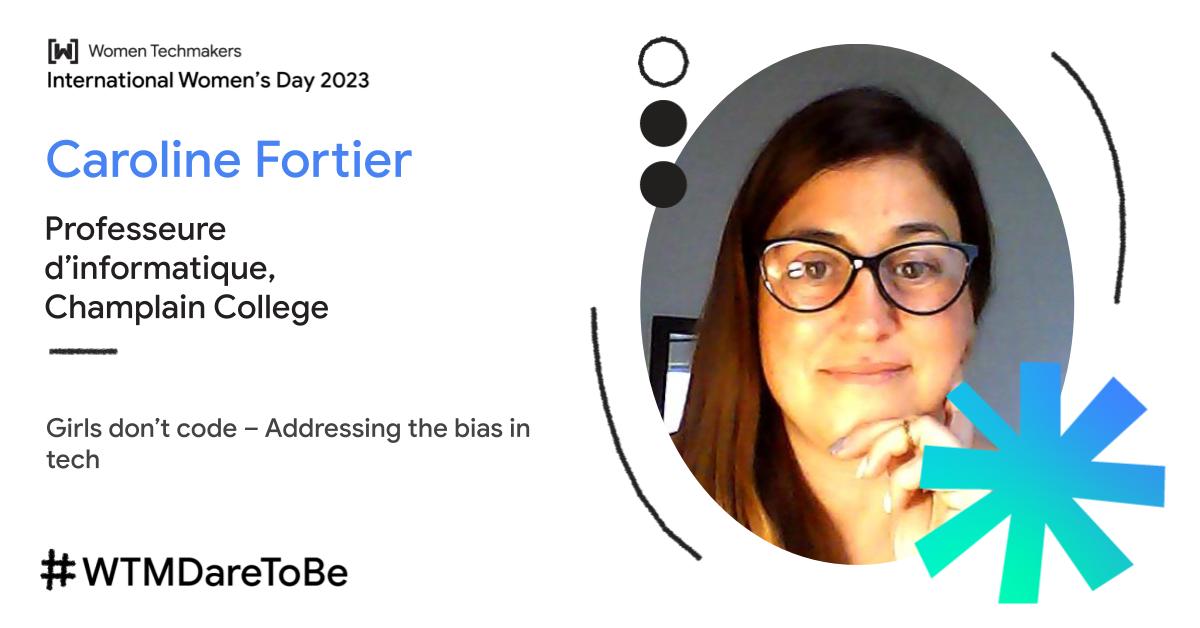 [W] Women Techmakers
International Women’s Day 2023
Caroline Fortier
Professeure
d’informatique,
Champlain College
Girls don’t code – Addressing the bias in
tech
#WTMDareToBe